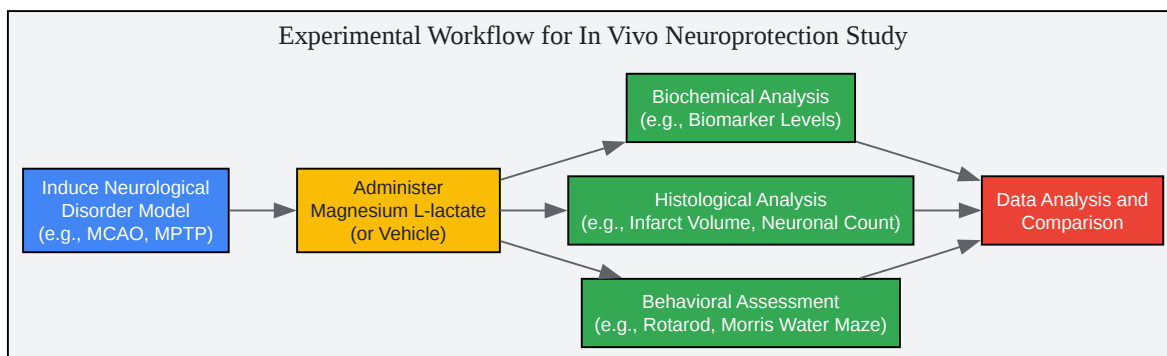 Experimental Workflow for In Vivo Neuroprotection Study
Induce Neurological
Disorder Model
(e.g., MCAO, MPTP)
Administer
Magnesium L-lactate
(or Vehicle)
Biochemical Analysis
(e.g., Biomarker Levels)
Histological Analysis
(e.g., Infarct Volume, Neuronal Count)
Behavioral Assessment
(e.g., Rotarod, Morris Water Maze)
Data Analysis and
Comparison